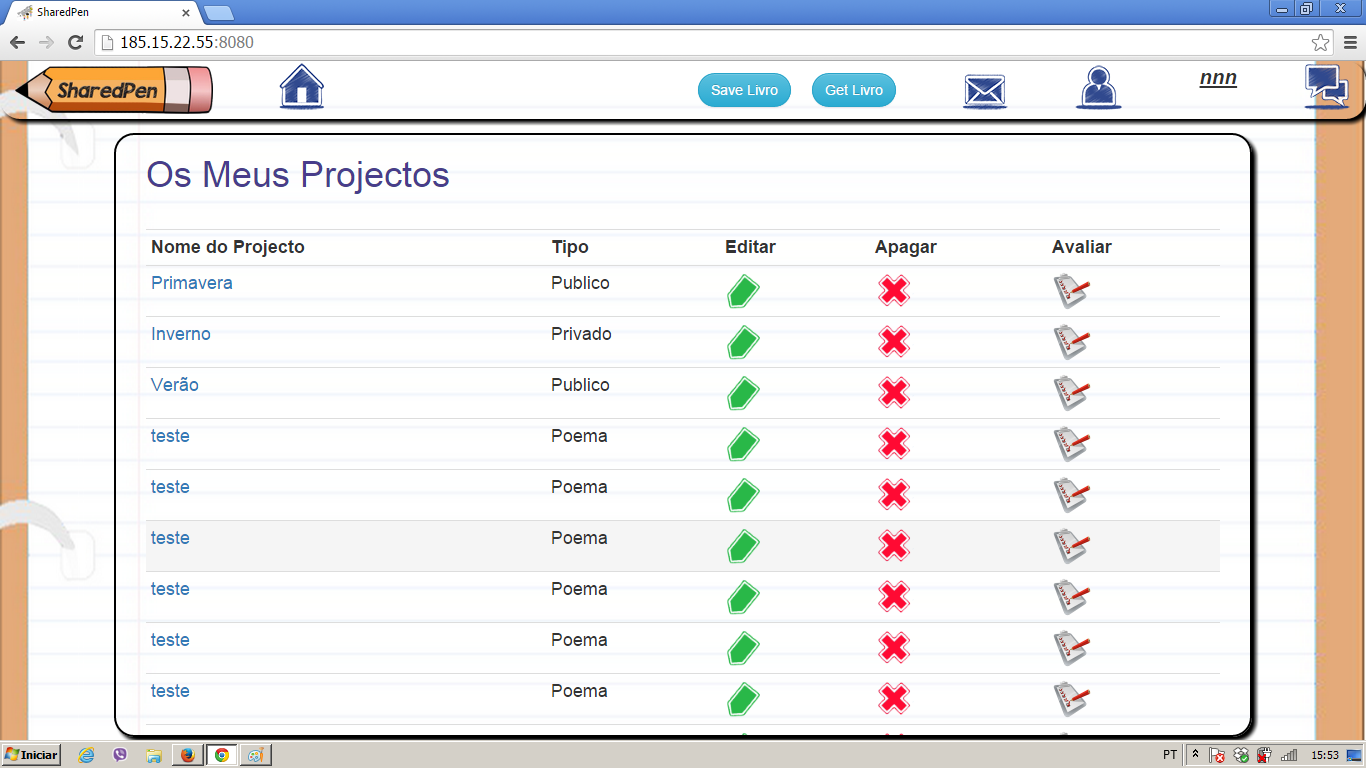 SharedPen
185.15.22.55:8080
SharedPen
Save Livro
Get Livro
nnn
Os Meus Projectos
Nome do Projecto Tipo Editar Apagar Avaliar
Primavera Publico
Inverno Privado
Verão Publico
teste Poema
teste Poema
teste Poema
teste Poema
teste Poema
teste Poema
Iniciar PT 15:53